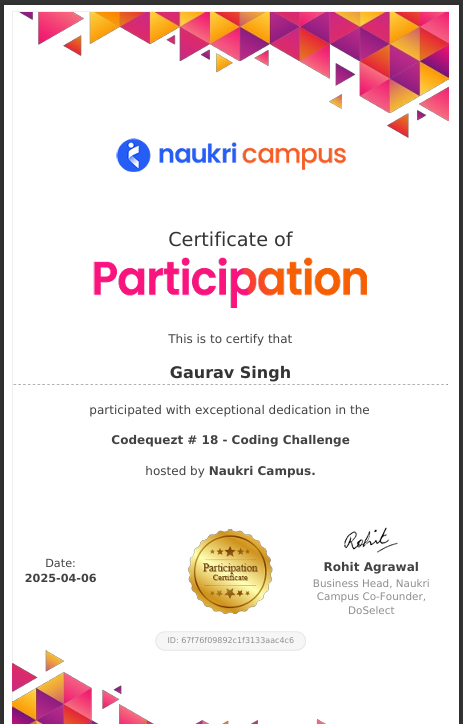 naukri campus
Certificate of
Participation
This is to certify that
Gaurav Singh
participated with exceptional dedication in the
Codequezt # 18 - Coding Challenge
hosted by Naukri Campus.
Date:
2025-04-06
Participation
Certificate
Rohit
Rohit Agrawal
Business Head, Naukri
Campus Co-Founder,
DoSelect
ID: 67f76f09892c1f3133aac4c6